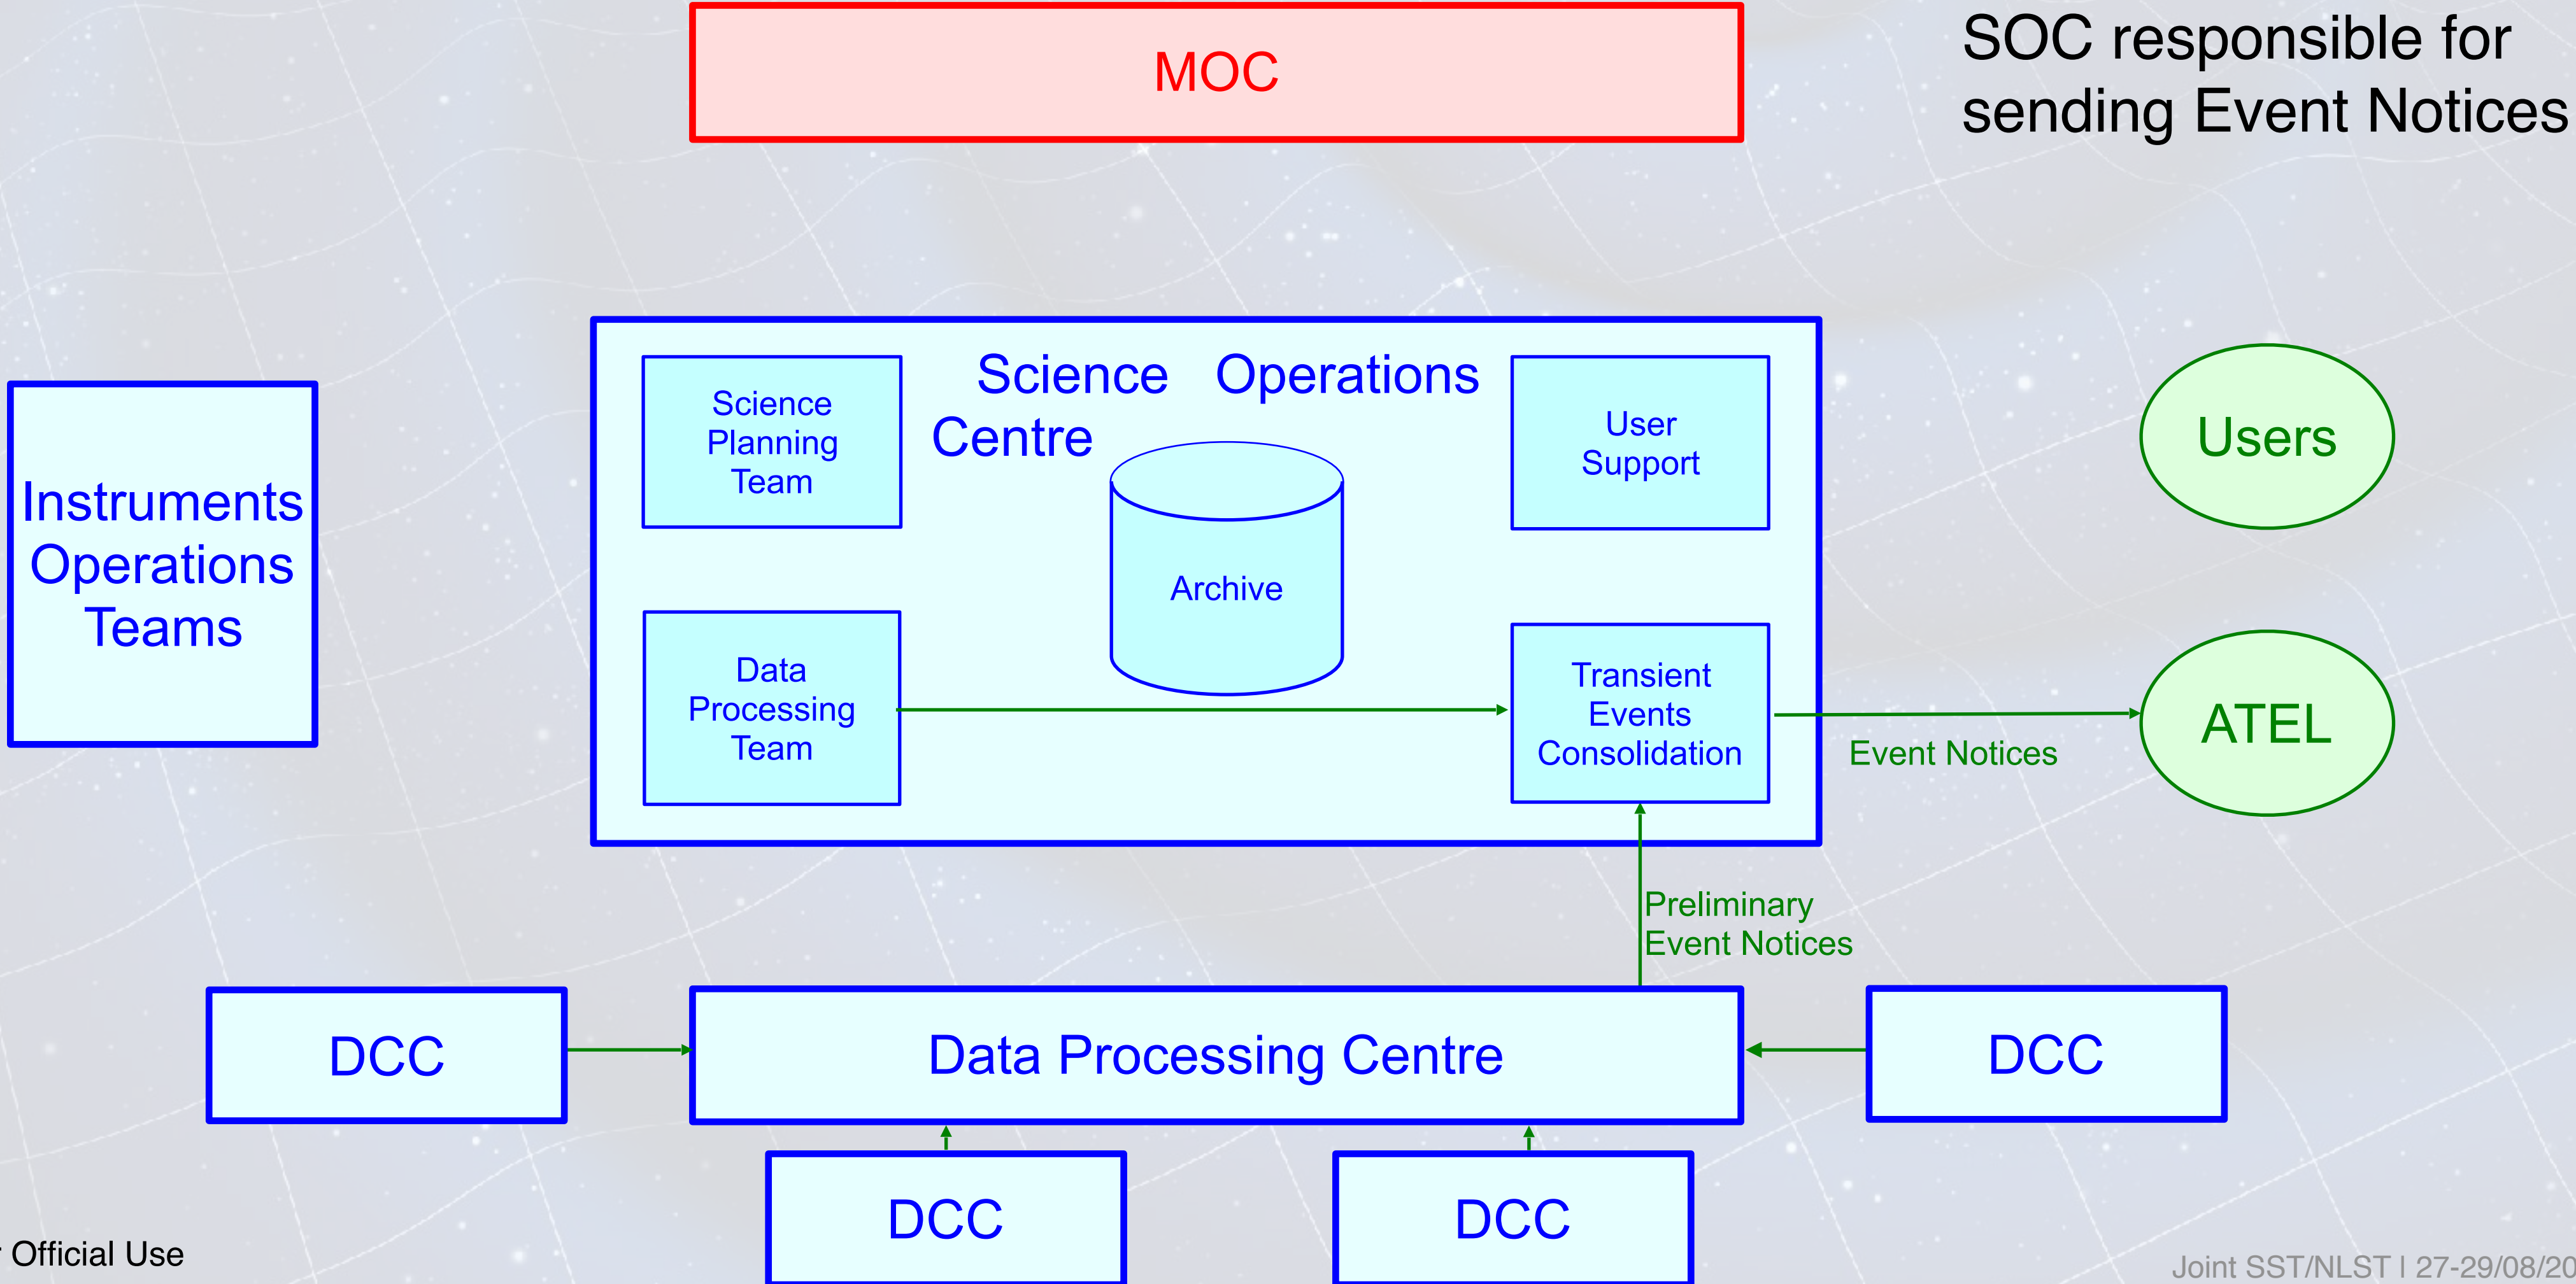 MOC
SOC responsible for
sending Event Notices
Science Operations
Centre
Science
Planning
Team
User
Support
Instruments
Operations
Teams
Archive
Users
Data
Processing
Team
Transient
Events
Consolidation
Event Notices
ATEL
Preliminary
Event Notices
DCC
Data Processing Centre
DCC
DCC
DCC
Official Use
Joint SST/NLST | 27-29/08/20